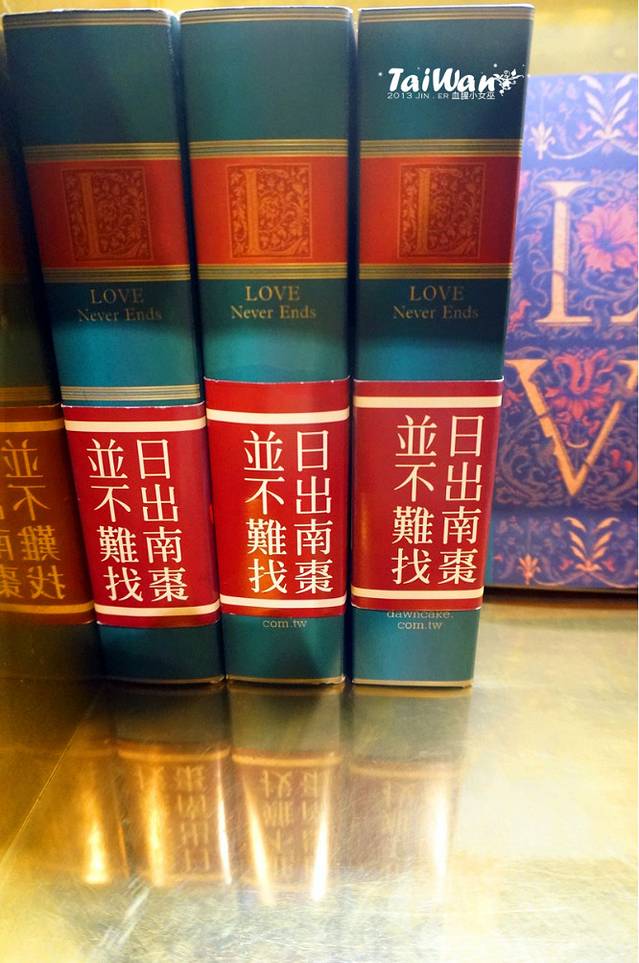 TaiWan
2013 JIN . ER 血腥小女巫
L
LOVE
Never Ends
日出南棗
並不難找
L
LOVE
Never Ends
日出南棗
並不難找
com.tw
L
LOVE
Never Ends
日出南棗
並不難找
dawncake.
com.tw
L
V